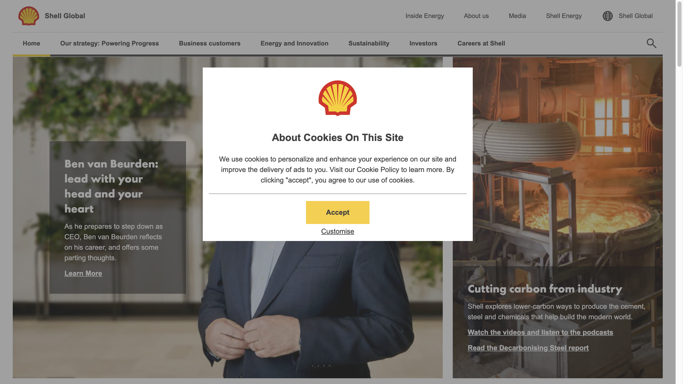 Shell Global
Inside Energy
About us
Media
Shell Energy
Shell Global
Home
Our strategy: Powering Progress
Business customers
Energy and Innovation
Sustainability
Investors
Careers at Shell
About Cookies On This Site
We use cookies to personalize and enhance your experience on our site and
improve the delivery of ads to you. Visit our Cookie Policy to learn more. By
clicking "accept", you agree to our use of cookies.
Accept
Customise
Ben van Beurden:
lead with your
head and your
heart
As he prepares to step down as
CEO, Ben van Beurden reflects
on his career, and offers some
parting thoughts.
Learn More
Cutting carbon from industry
Shell explores lower-carbon ways to produce the cement,
steel and chemicals that help build the modern world.
Watch the videos and listen to the podcasts
Read the Decarbonising Steel report